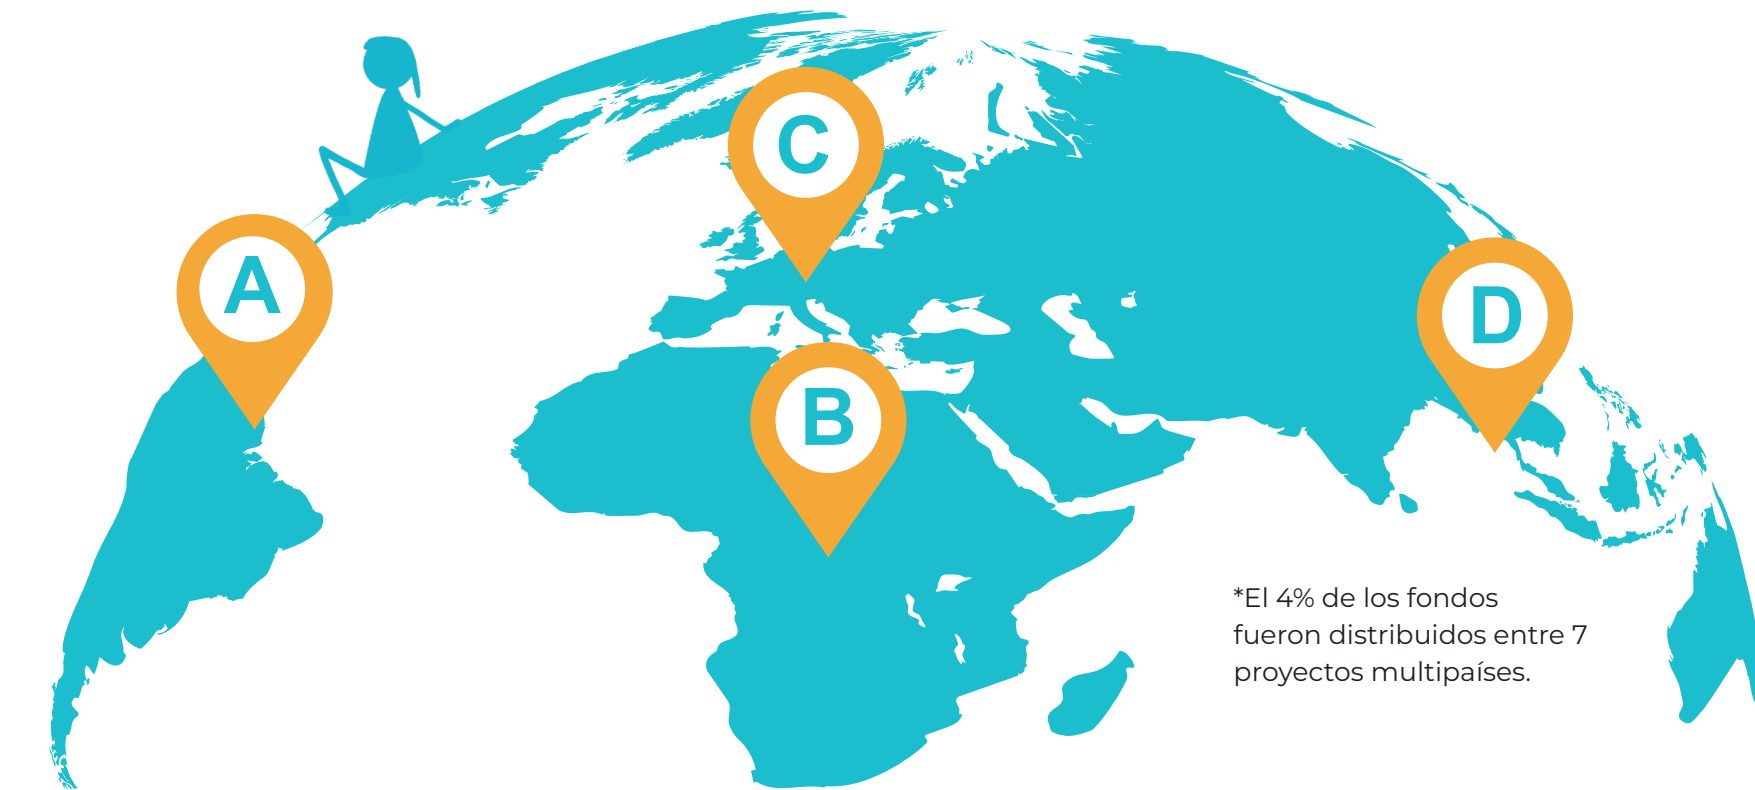 C
A
D
B
*El 4% de los fondos
fueron distribuidos entre 7
proyectos multipaíses.